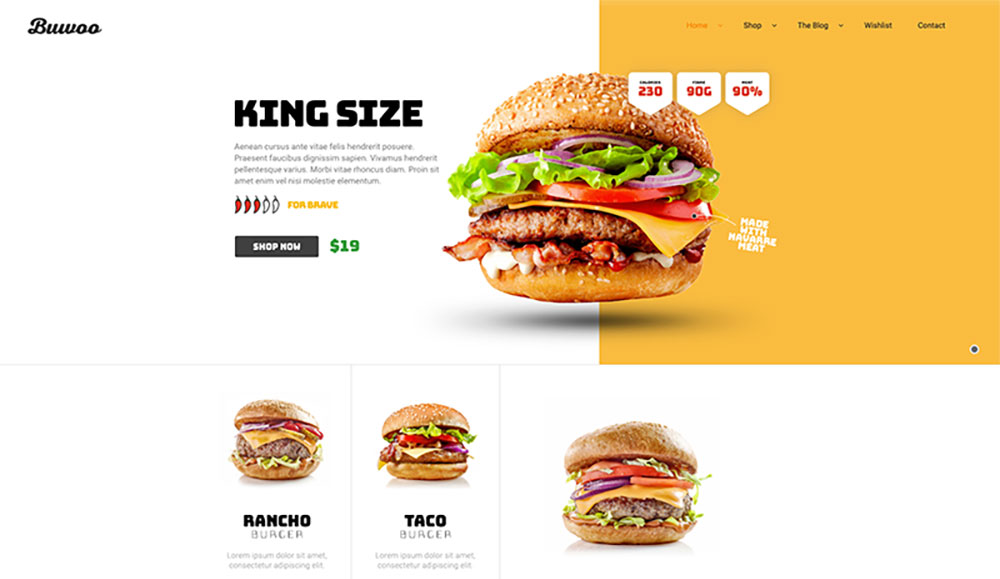 Buwoo
Home
Shop
The Blog
Wishlist
Contact
CALORIES
230
90G
90%
KING SIZE
Aenean cursus ante vitae felis hendrerit posuere.
Praesent faucibus dignissim sapien. Vivamus hendrerit
pellentesque varius. Morbi vitae rhoncus diam. Proin sit
amet enim vel nisi molestie elementum.
FOR BRAVE
SHOP NOW
$19
MADE
WITH
NAVARRE
MEAT
RANCHO
BURGER
Lorem ipsum dolor sit amet,
consectetur adipiscing elit.
TACO
BURGER
Lorem ipsum dolor sit amet,
consectetur adipiscing elit.